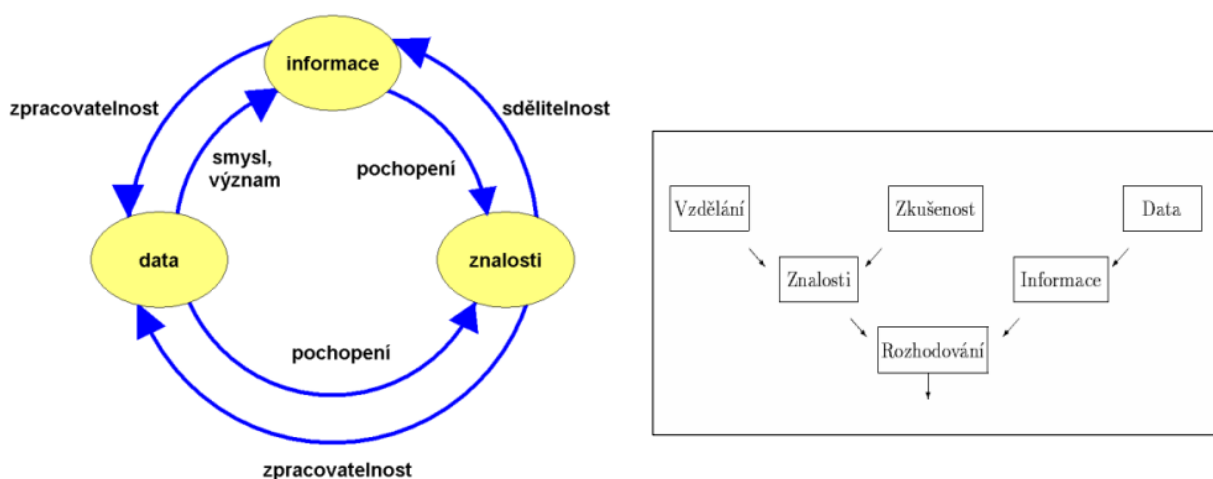 informace
zpracovatelnost
sdělitelnost
smysl,
význam
pochopení
data
znalosti
pochopení
zpracovatelnost
Vzdělání
Zkušenost
Data
Znalosti
Informace
Rozhodování